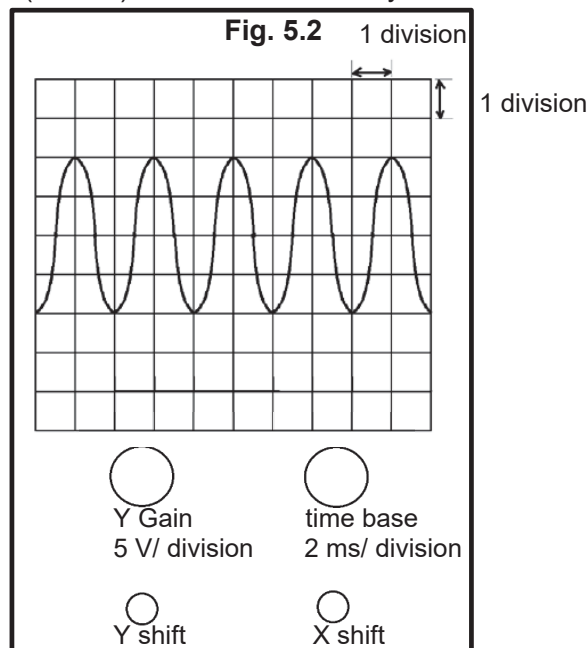 Fig. 5.2
1 division
1 division
Y Gain
time base
5 V/ division
2 ms/ division
Y shift
X shift